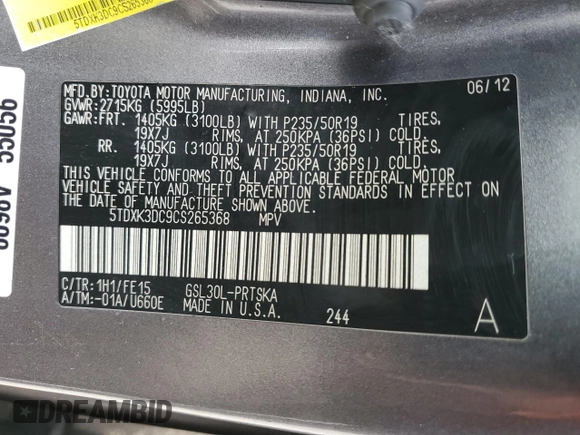 5TDXK3DC9CS265368
MFD.BY:TOYOTA MOTOR MANUFACTURING, INDIANA, INC. 06/12
GVWR:2715KG (5995LB)
GAWR:FRT. 1405KG (3100LB) WITH P235/50R19 TIRES,
19X7J RIMS, AT 250KPA (36PSI) COLD.
RR. 1405KG (3100LB) WITH P235/50R19 TIRES,
19X7J RIMS, AT 250KPA (36PSI) COLD.
THIS VEHICLE CONFORMS TO ALL APPLICABLE FEDERAL MOTOR
VEHICLE SAFETY AND THEFT PREVENTION STANDARDS IN EFFECT ON
THE DATE OF MANUFACTURE SHOWN ABOVE.
5TDXK3DC9CS265368 MPV
C/TR:1H1/FE15 GSL30L-PRTSKA
A/TM:-01A/U660E MADE IN U.S.A. 244 A
DREAMBID